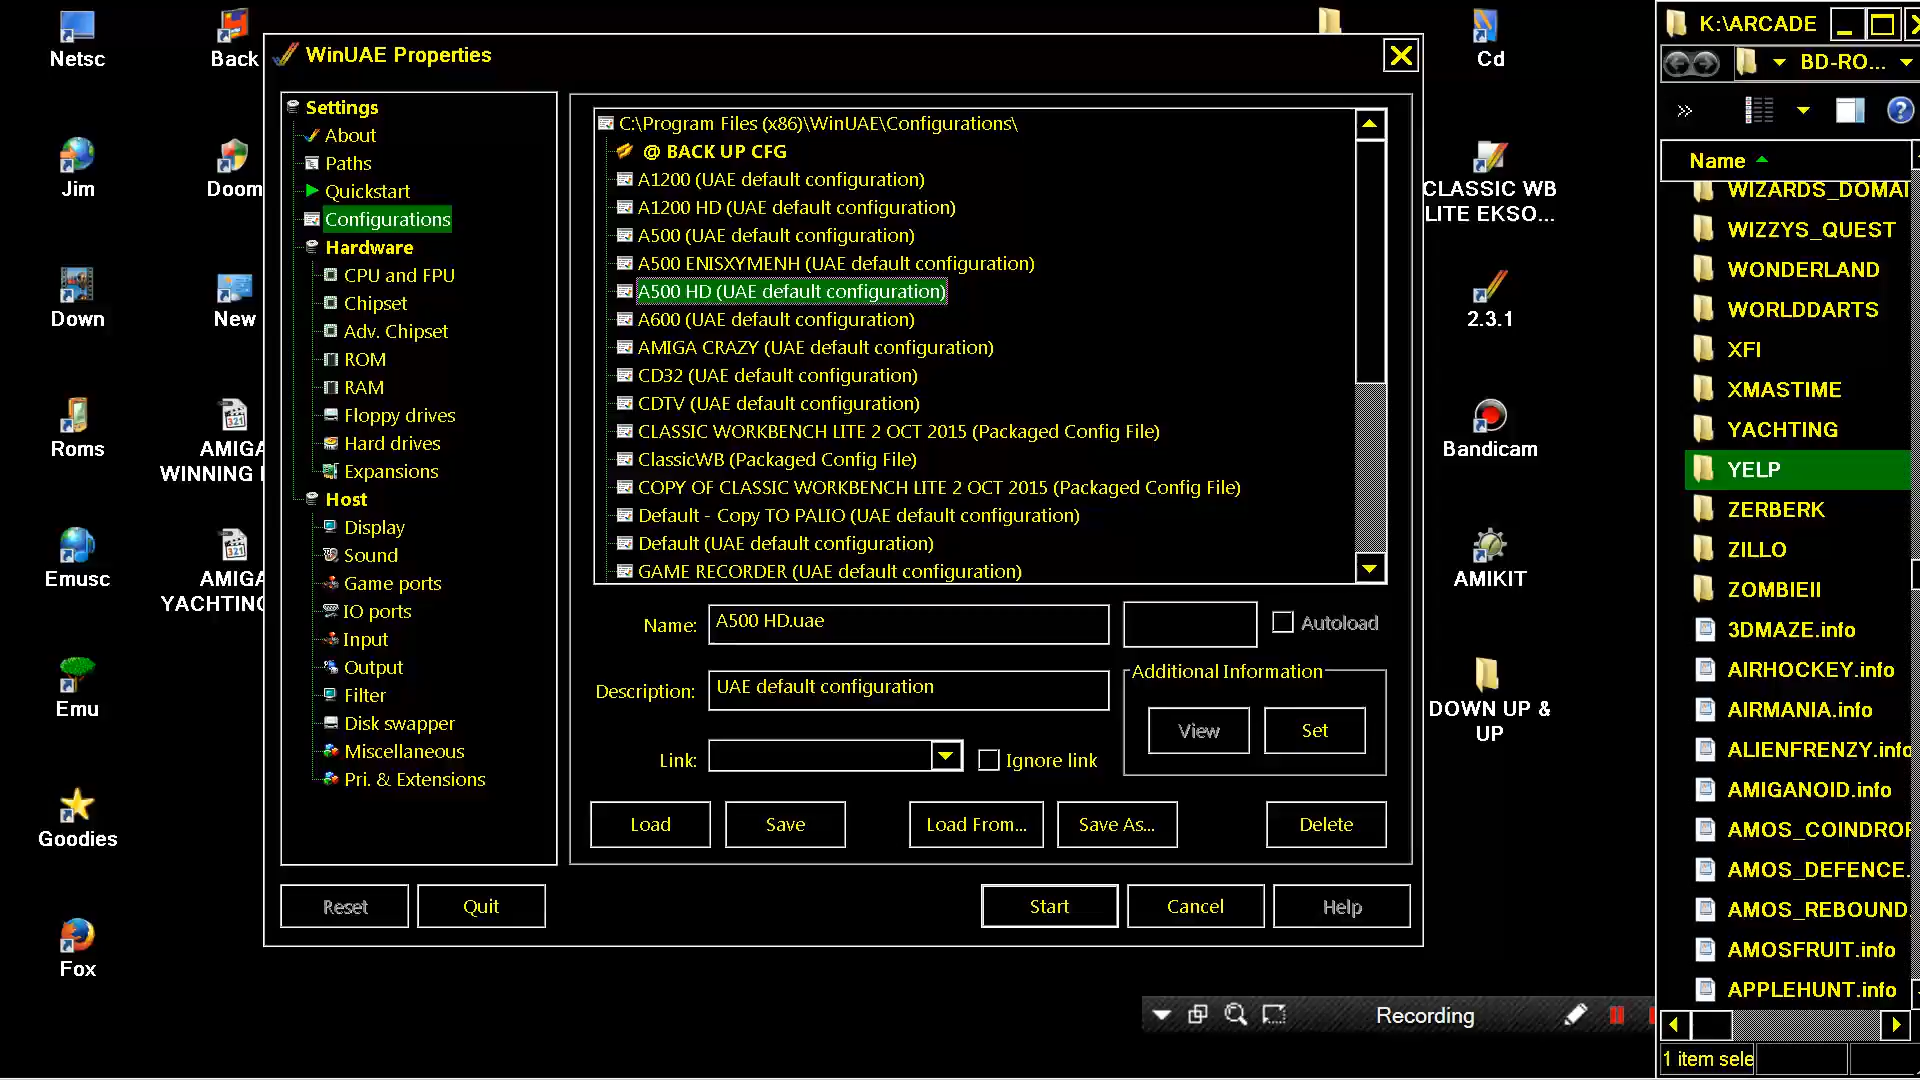 Netsc
Back
Jim
Doom
Down
New
Roms
AMIGA
WINNING
Emusc
AMIGA
YACHTING
Emu
Goodies
Fox
WinUAE Properties
Settings
About
Paths
Quickstart
Configurations
Hardware
CPU and FPU
Chipset
Adv. Chipset
ROM
RAM
Floppy drives
Hard drives
Expansions
Host
Display
Sound
Game ports
IO ports
Input
Output
Filter
Disk swapper
Miscellaneous
Pri. & Extensions
C:\Program Files (x86)\WinUAE\Configurations\
@ BACK UP CFG
A1200 (UAE default configuration)
A1200 HD (UAE default configuration)
A500 (UAE default configuration)
A500 ENISXYMENH (UAE default configuration)
A500 HD (UAE default configuration)
A600 (UAE default configuration)
AMIGA CRAZY (UAE default configuration)
CD32 (UAE default configuration)
CDTV (UAE default configuration)
CLASSIC WORKBENCH LITE 2 OCT 2015 (Packaged Config File)
ClassicWB (Packaged Config File)
COPY OF CLASSIC WORKBENCH LITE 2 OCT 2015 (Packaged Config File)
Default - Copy TO PALIO (UAE default configuration)
Default (UAE default configuration)
GAME RECORDER (UAE default configuration)
Name: A500 HD.uae
Autoload
Description: UAE default configuration
Additional Information
View Set
Link:
Ignore link
Load Save Load From... Save As... Delete
Reset Quit Start Cancel Help
Cd
CLASSIC WB
LITE EKSO...
2.3.1
Bandicam
AMIKIT
DOWN UP &
UP
Recording
K:\ARCADE
BD-RO...
Name
WIZARDS_DOMAI
WIZZYS_QUEST
WONDERLAND
WORLDDARTS
XFI
XMASTIME
YACHTING
YELP
ZERBERK
ZILLO
ZOMBIEII
3DMAZE.info
AIRHOCKEY.info
AIRMANIA.info
ALIENFRENZY.info
AMIGANOID.info
AMOS_COINDROP
AMOS_DEFENCE.
AMOS_REBOUND
AMOSFRUIT.info
APPLEHUNT.info
1 item sele